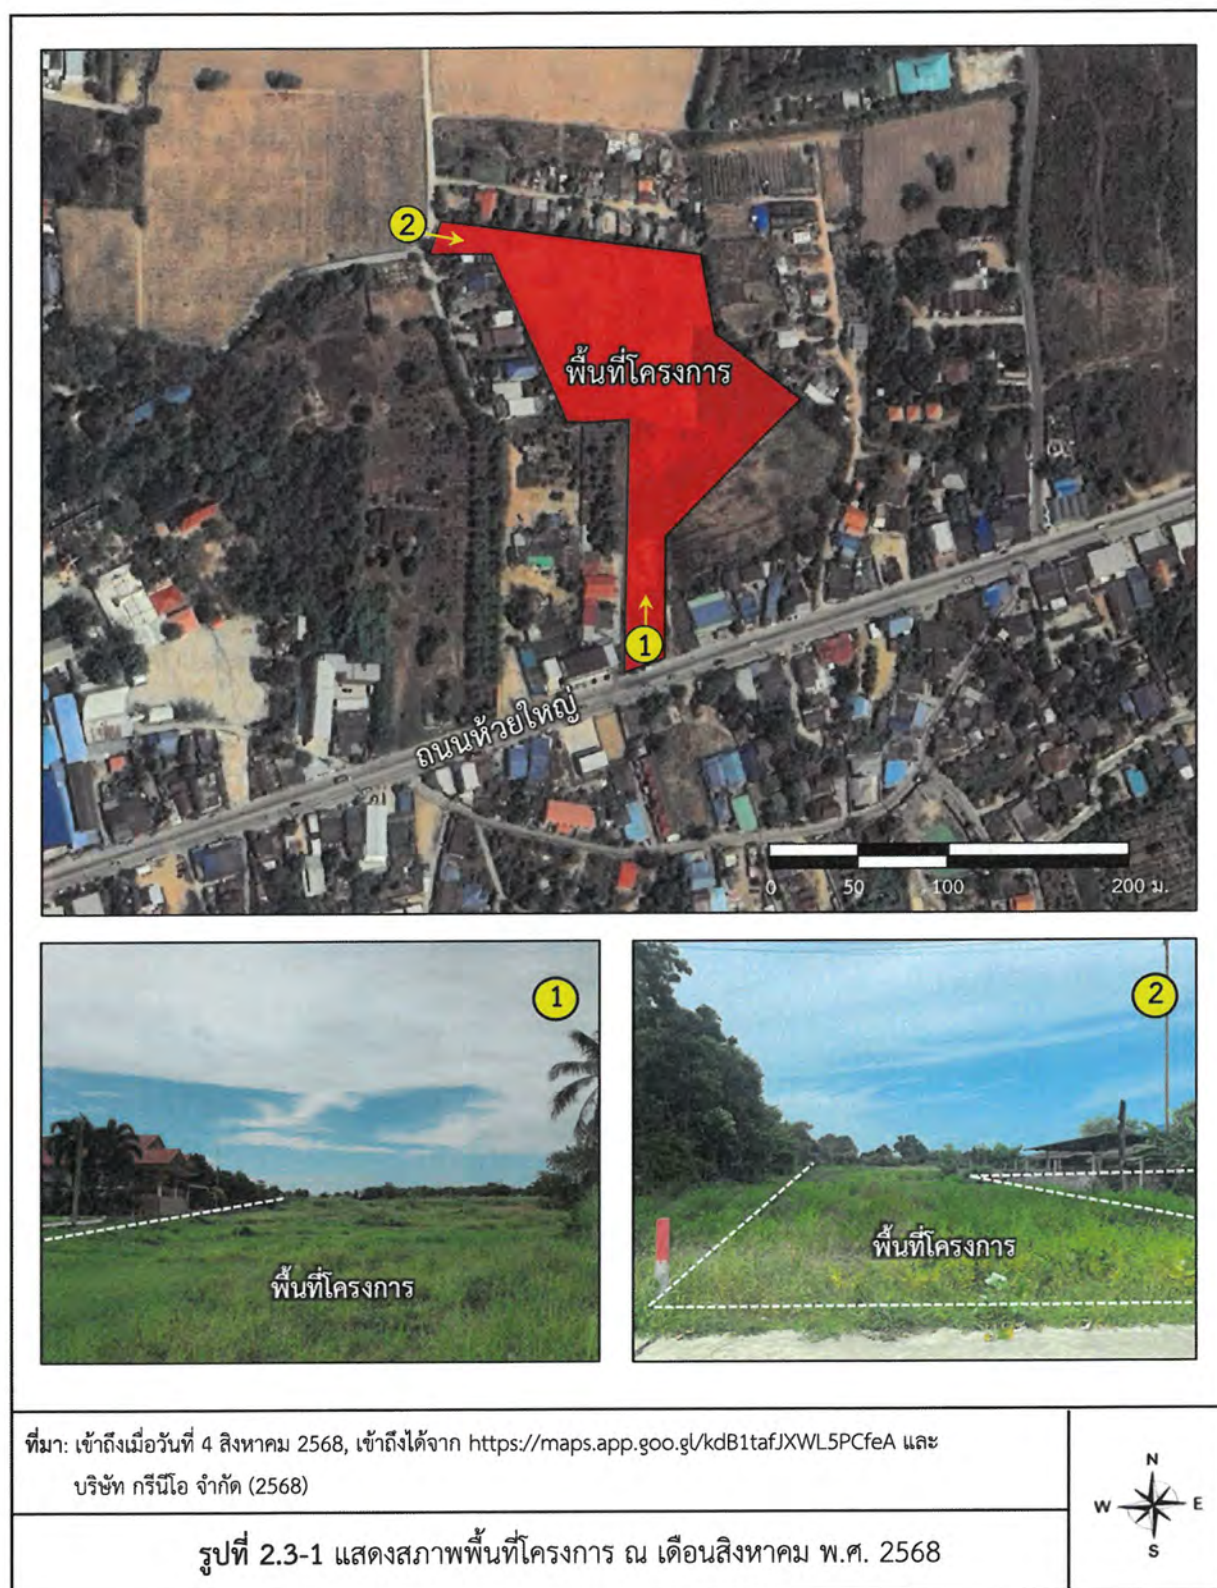 2
พื้นที่โครงการ
1
ถนนห้วยใหญ่
0 50 100 200 ม.
1
พื้นที่โครงการ
2
พื้นที่โครงการ
ที่มา: เข้าถึงเมื่อวันที่ 4 สิงหาคม 2568, เข้าถึงได้จาก https://maps.app.goo.gl/kdB1tafJXWL5PCfeA และ
บริษัท กรีนีโอ จำกัด (2568)
N
W E
S
รูปที่ 2.3-1 แสดงสภาพพื้นที่โครงการ ณ เดือนสิงหาคม พ.ศ. 2568